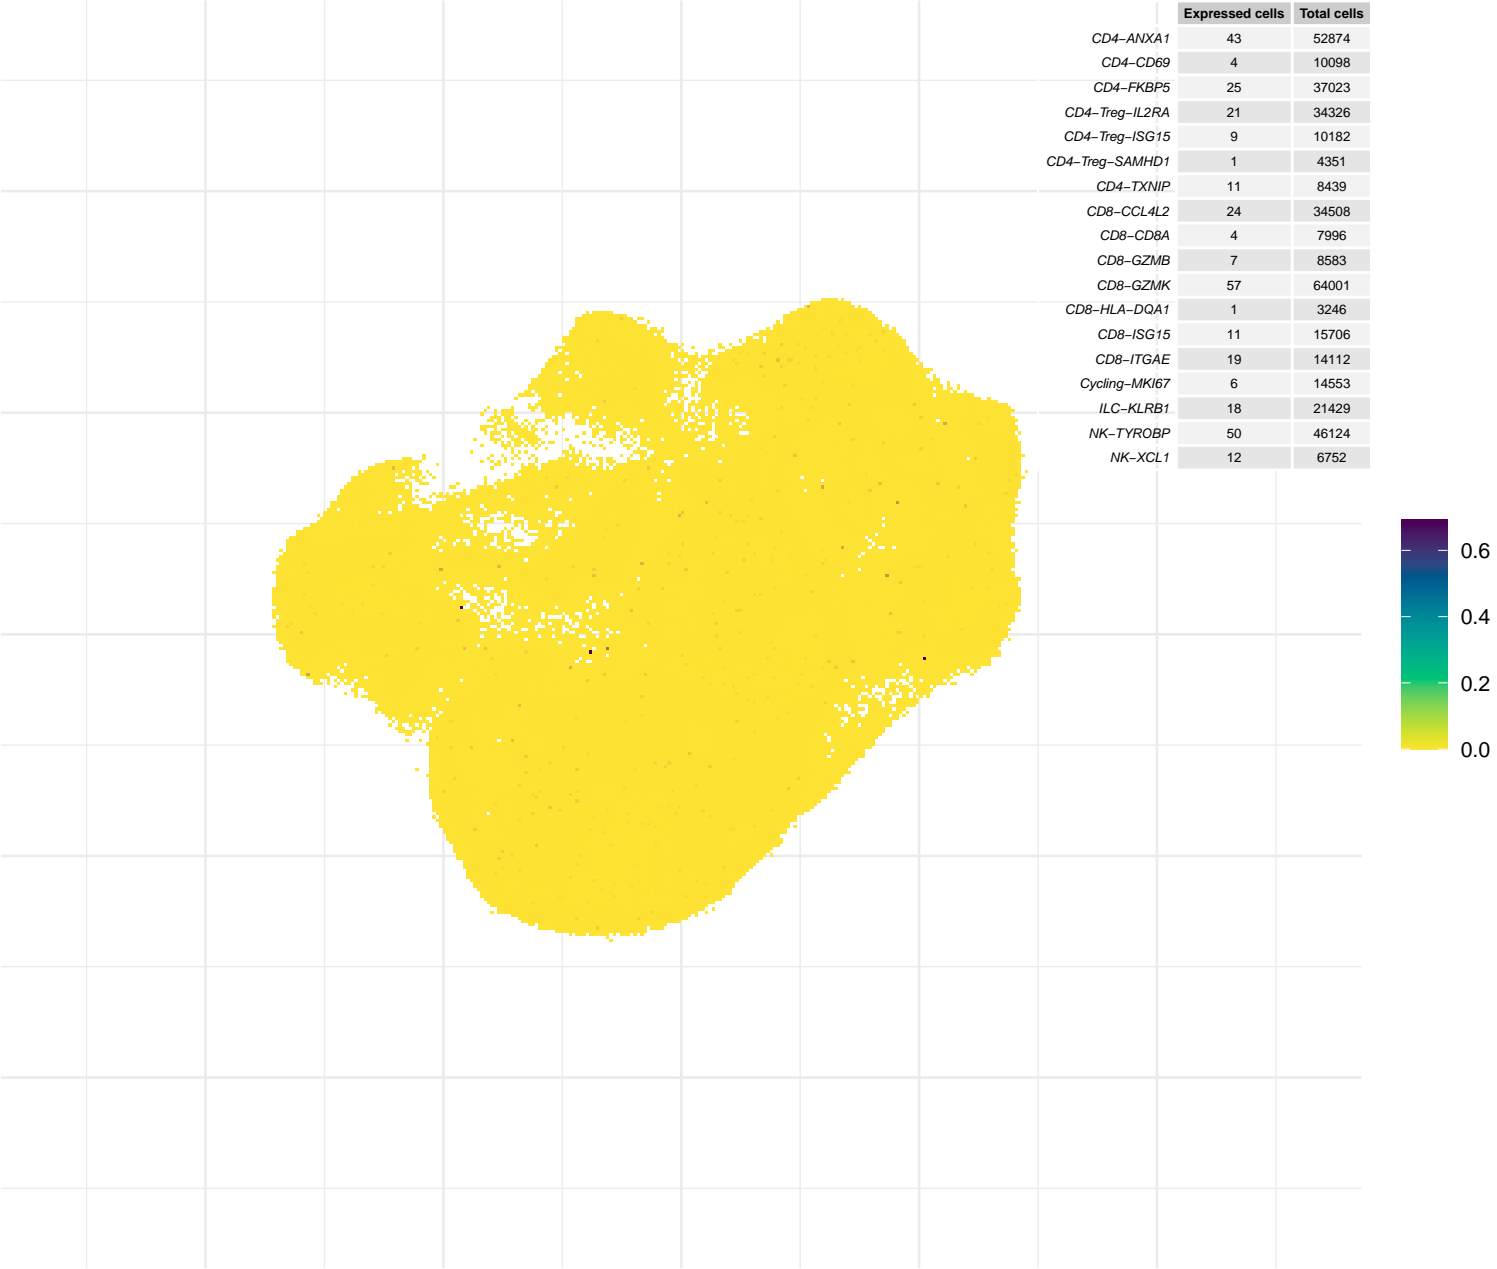 Expressed cells Total cells
CD4−ANXA1 43 52874
CD4−CD69 4 10098
CD4−FKBP5 25 37023
CD4−Treg−IL2RA 21 34326
CD4−Treg−ISG15 9 10182
CD4−Treg−SAMHD1 1 4351
CD4−TXNIP 11 8439
CD8−CCL4L2 24 34508
CD8−CD8A 4 7996
CD8−GZMB 7 8583
CD8−GZMK 57 64001
CD8−HLA−DQA1 1 3246
CD8−ISG15 11 15706
CD8−ITGAE 19 14112
Cycling−MKI67 6 14553
ILC−KLRB1 18 21429
NK−TYROBP 50 46124
NK−XCL1 12 6752
0.6
0.4
0.2
0.0